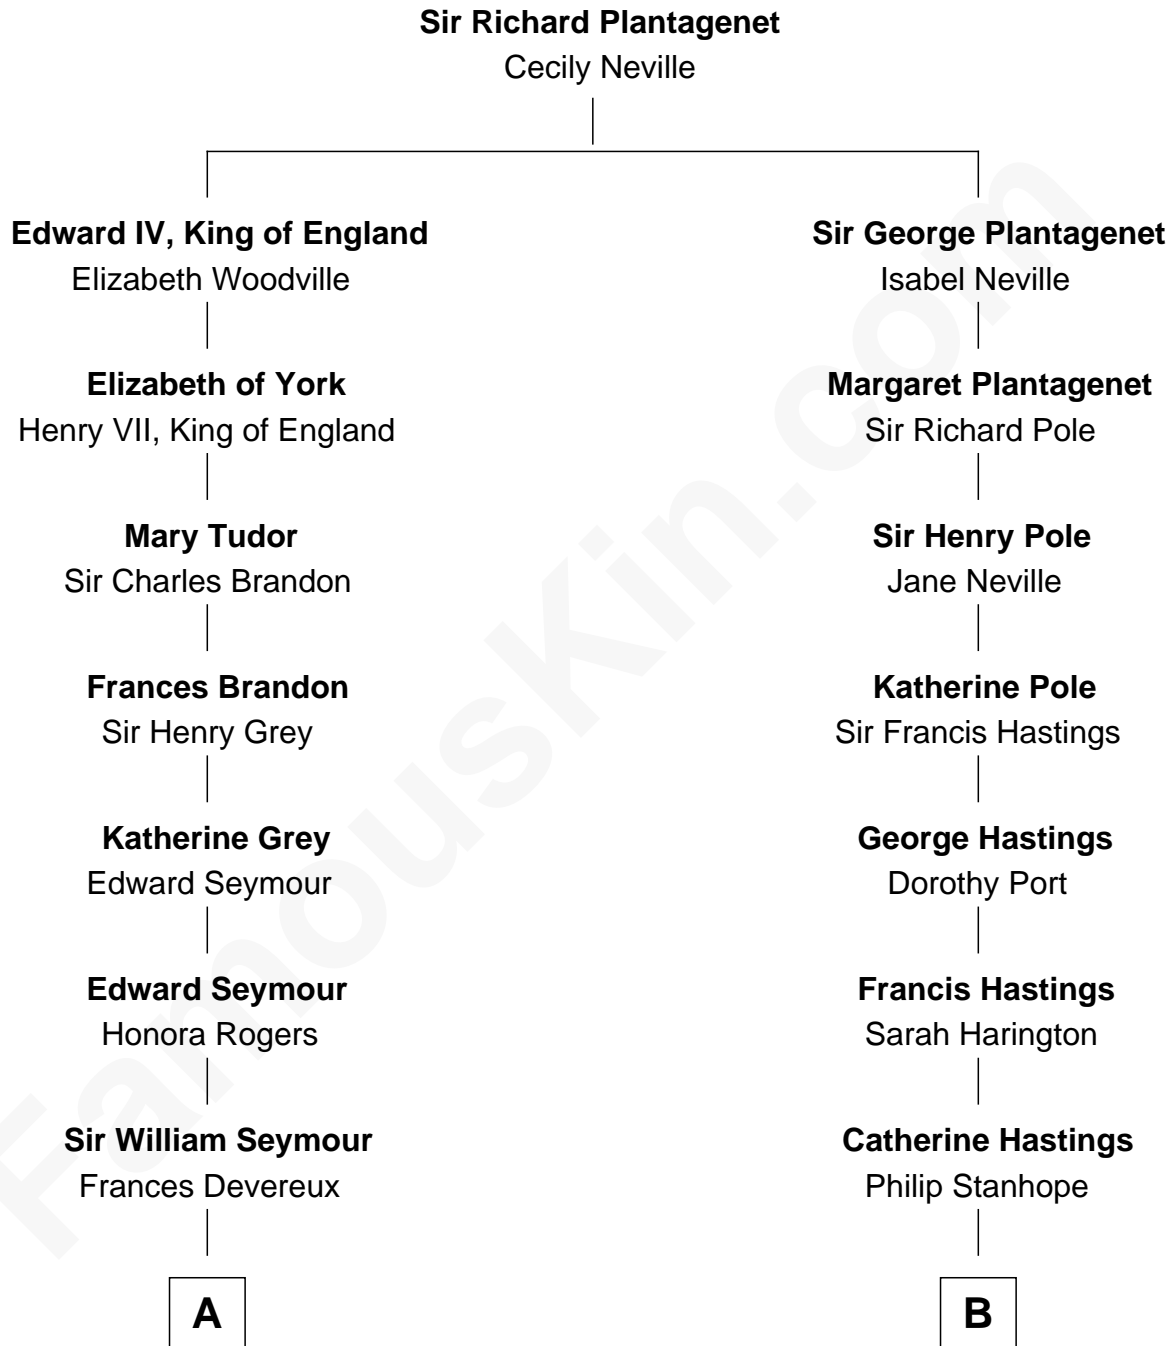 Sir Richard Plantagenet
Cecily Neville
Edward IV, King of England
Elizabeth Woodville
Sir George Plantagenet
Isabel Neville
Elizabeth of York
Henry VII, King of England
Margaret Plantagenet
Sir Richard Pole
Mary Tudor
Sir Charles Brandon
Sir Henry Pole
Jane Neville
Frances Brandon
Sir Henry Grey
Katherine Pole
Sir Francis Hastings
Katherine Grey
Edward Seymour
George Hastings
Dorothy Port
Edward Seymour
Honora Rogers
Francis Hastings
Sarah Harington
Sir William Seymour
Frances Devereux
Catherine Hastings
Philip Stanhope
A
B
FamousKin.com